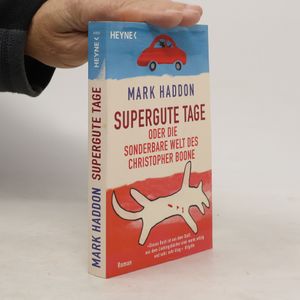 HEYNE
MARK HADDON
SUPERGUTE TAGE
ODER DIE
SONDERBARE WELT DES
CHRISTOPHER BOONE
Roman
MARK HADDON SUPERGUTE TAGE